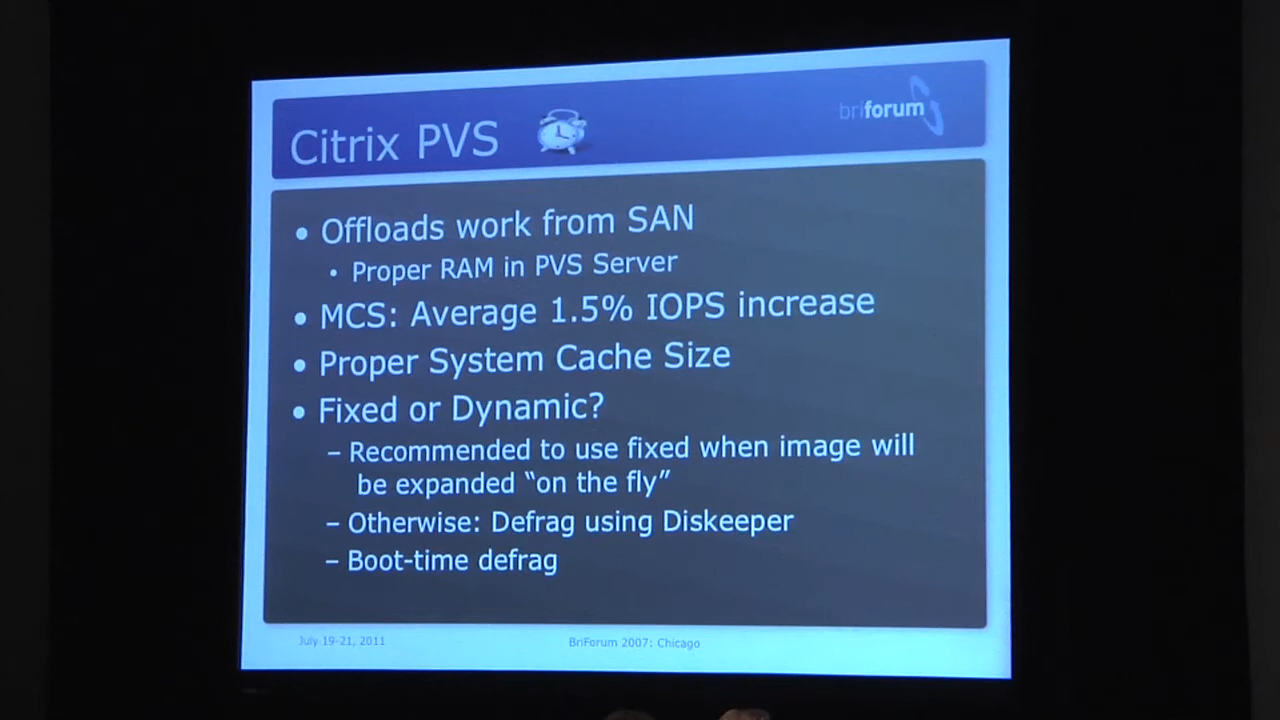 Citrix PVS
briforum
• Offloads work from SAN
• Proper RAM in PVS Server
• MCS: Average 1.5% IOPS increase
• Proper System Cache Size
• Fixed or Dynamic?
– Recommended to use fixed when image will
be expanded “on the fly”
– Otherwise: Defrag using Diskeeper
– Boot-time defrag
July 19-21, 2011
BriForum 2007: Chicago